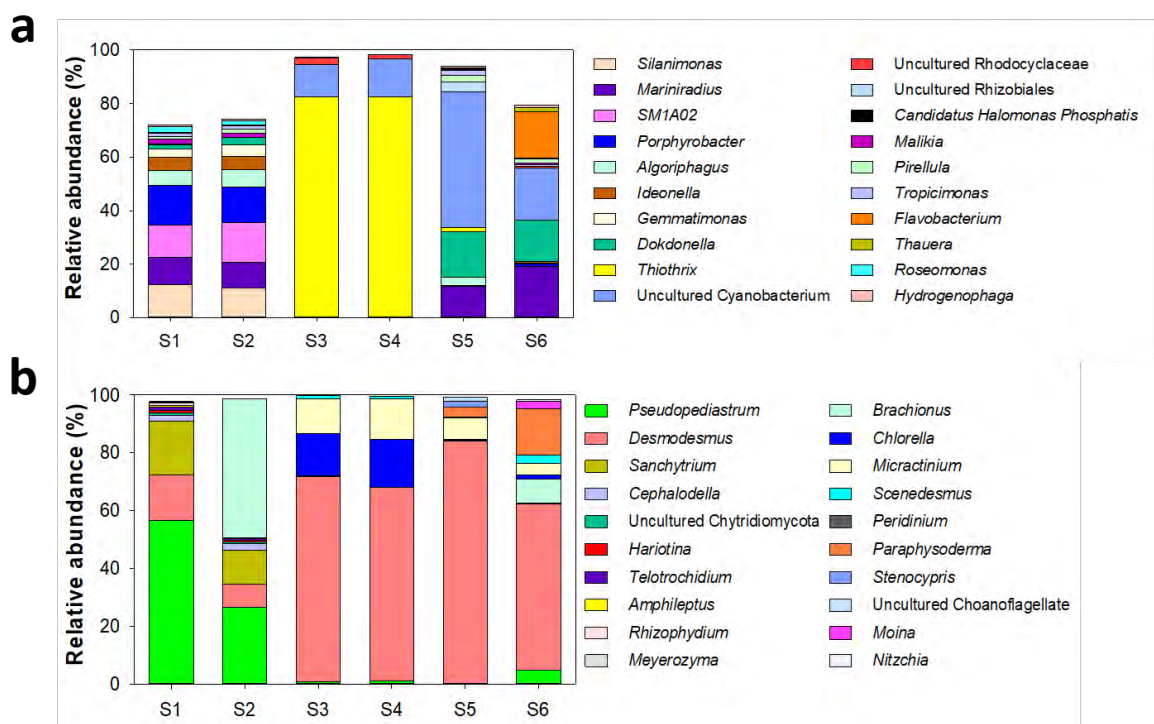 a
Relative abundance (%)
100
80
60
40
20
0
S1 S2 S3 S4 S5 S6
Silanimonas
Mariniradius
SM1A02
Porphyrobacter
Algoriphagus
Ideonella
Gemmatimonas
Dokdonella
Thiothrix
Uncultured Cyanobacterium
Uncultured Rhodocyclaceae
Uncultured Rhizobiales
Candidatus Halomonas Phosphatis
Malikia
Pirellula
Tropicimonas
Flavobacterium
Thauera
Roseomonas
Hydrogenophaga
b
Relative abundance (%)
100
80
60
40
20
0
S1 S2 S3 S4 S5 S6
Pseudopediastrum
Desmodesmus
Sanchytrium
Cephalodella
Uncultured Chytridiomycota
Hariotina
Telotrochidium
Amphileptus
Rhizophydium
Meyerozyma
Brachionus
Chlorella
Micractinium
Scenedesmus
Peridinium
Paraphysoderma
Stenocypris
Uncultured Choanoflagellate
Moina
Nitzchia